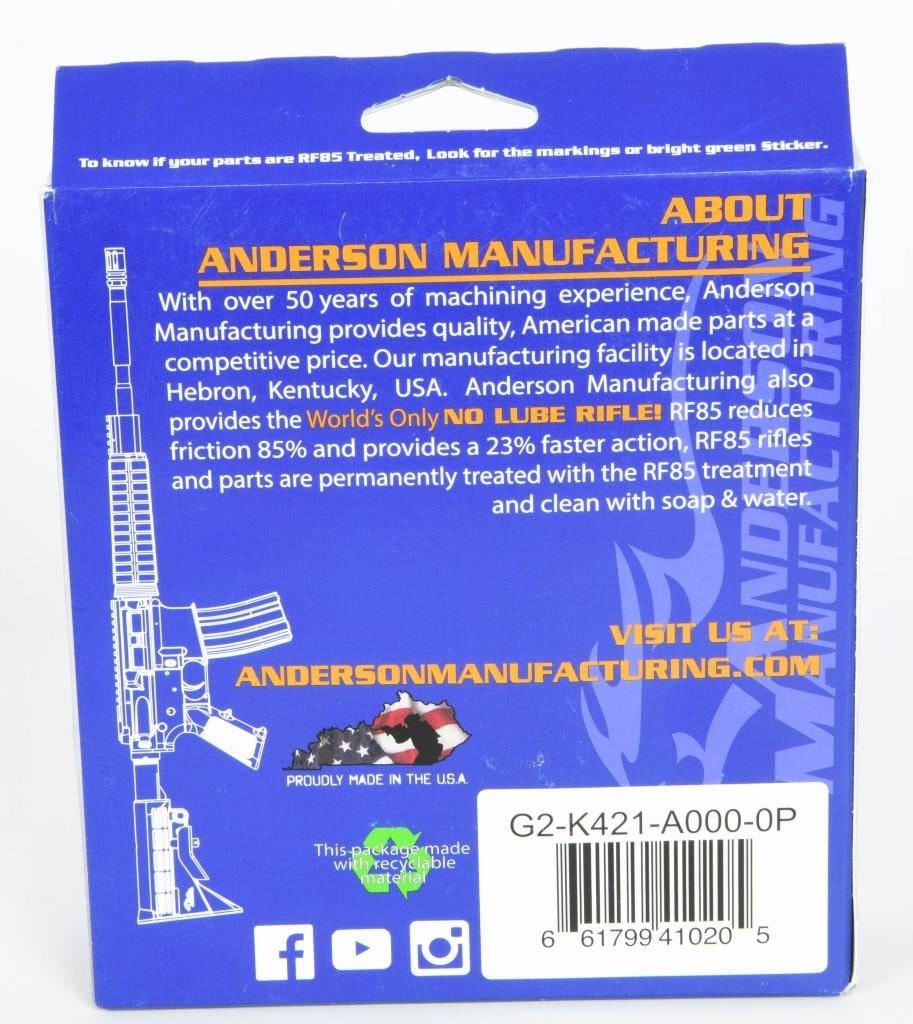 To know if your parts are RF85 Treated, Look for the markings or bright green Sticker.
ABOUT
ANDERSON MANUFACTURING
With over 50 years of machining experience, Anderson
Manufacturing provides quality, American made parts at a
competitive price. Our manufacturing facility is located in
Hebron, Kentucky, USA. Anderson Manufacturing also
provides the World's Only NO LUBE RIFLE! RF85 reduces
friction 85% and provides a 23% faster action, RF85 rifles
and parts are permanently treated with the RF85 treatment
and clean with soap & water.
ANDERSON
MANUFACTURING
VISIT US AT:
ANDERSONMANUFACTURING.COM
PROUDLY MADE IN THE U.S.A.
This package made
with recyclable
material
G2-K421-A000-0P
6 61799 41020 5